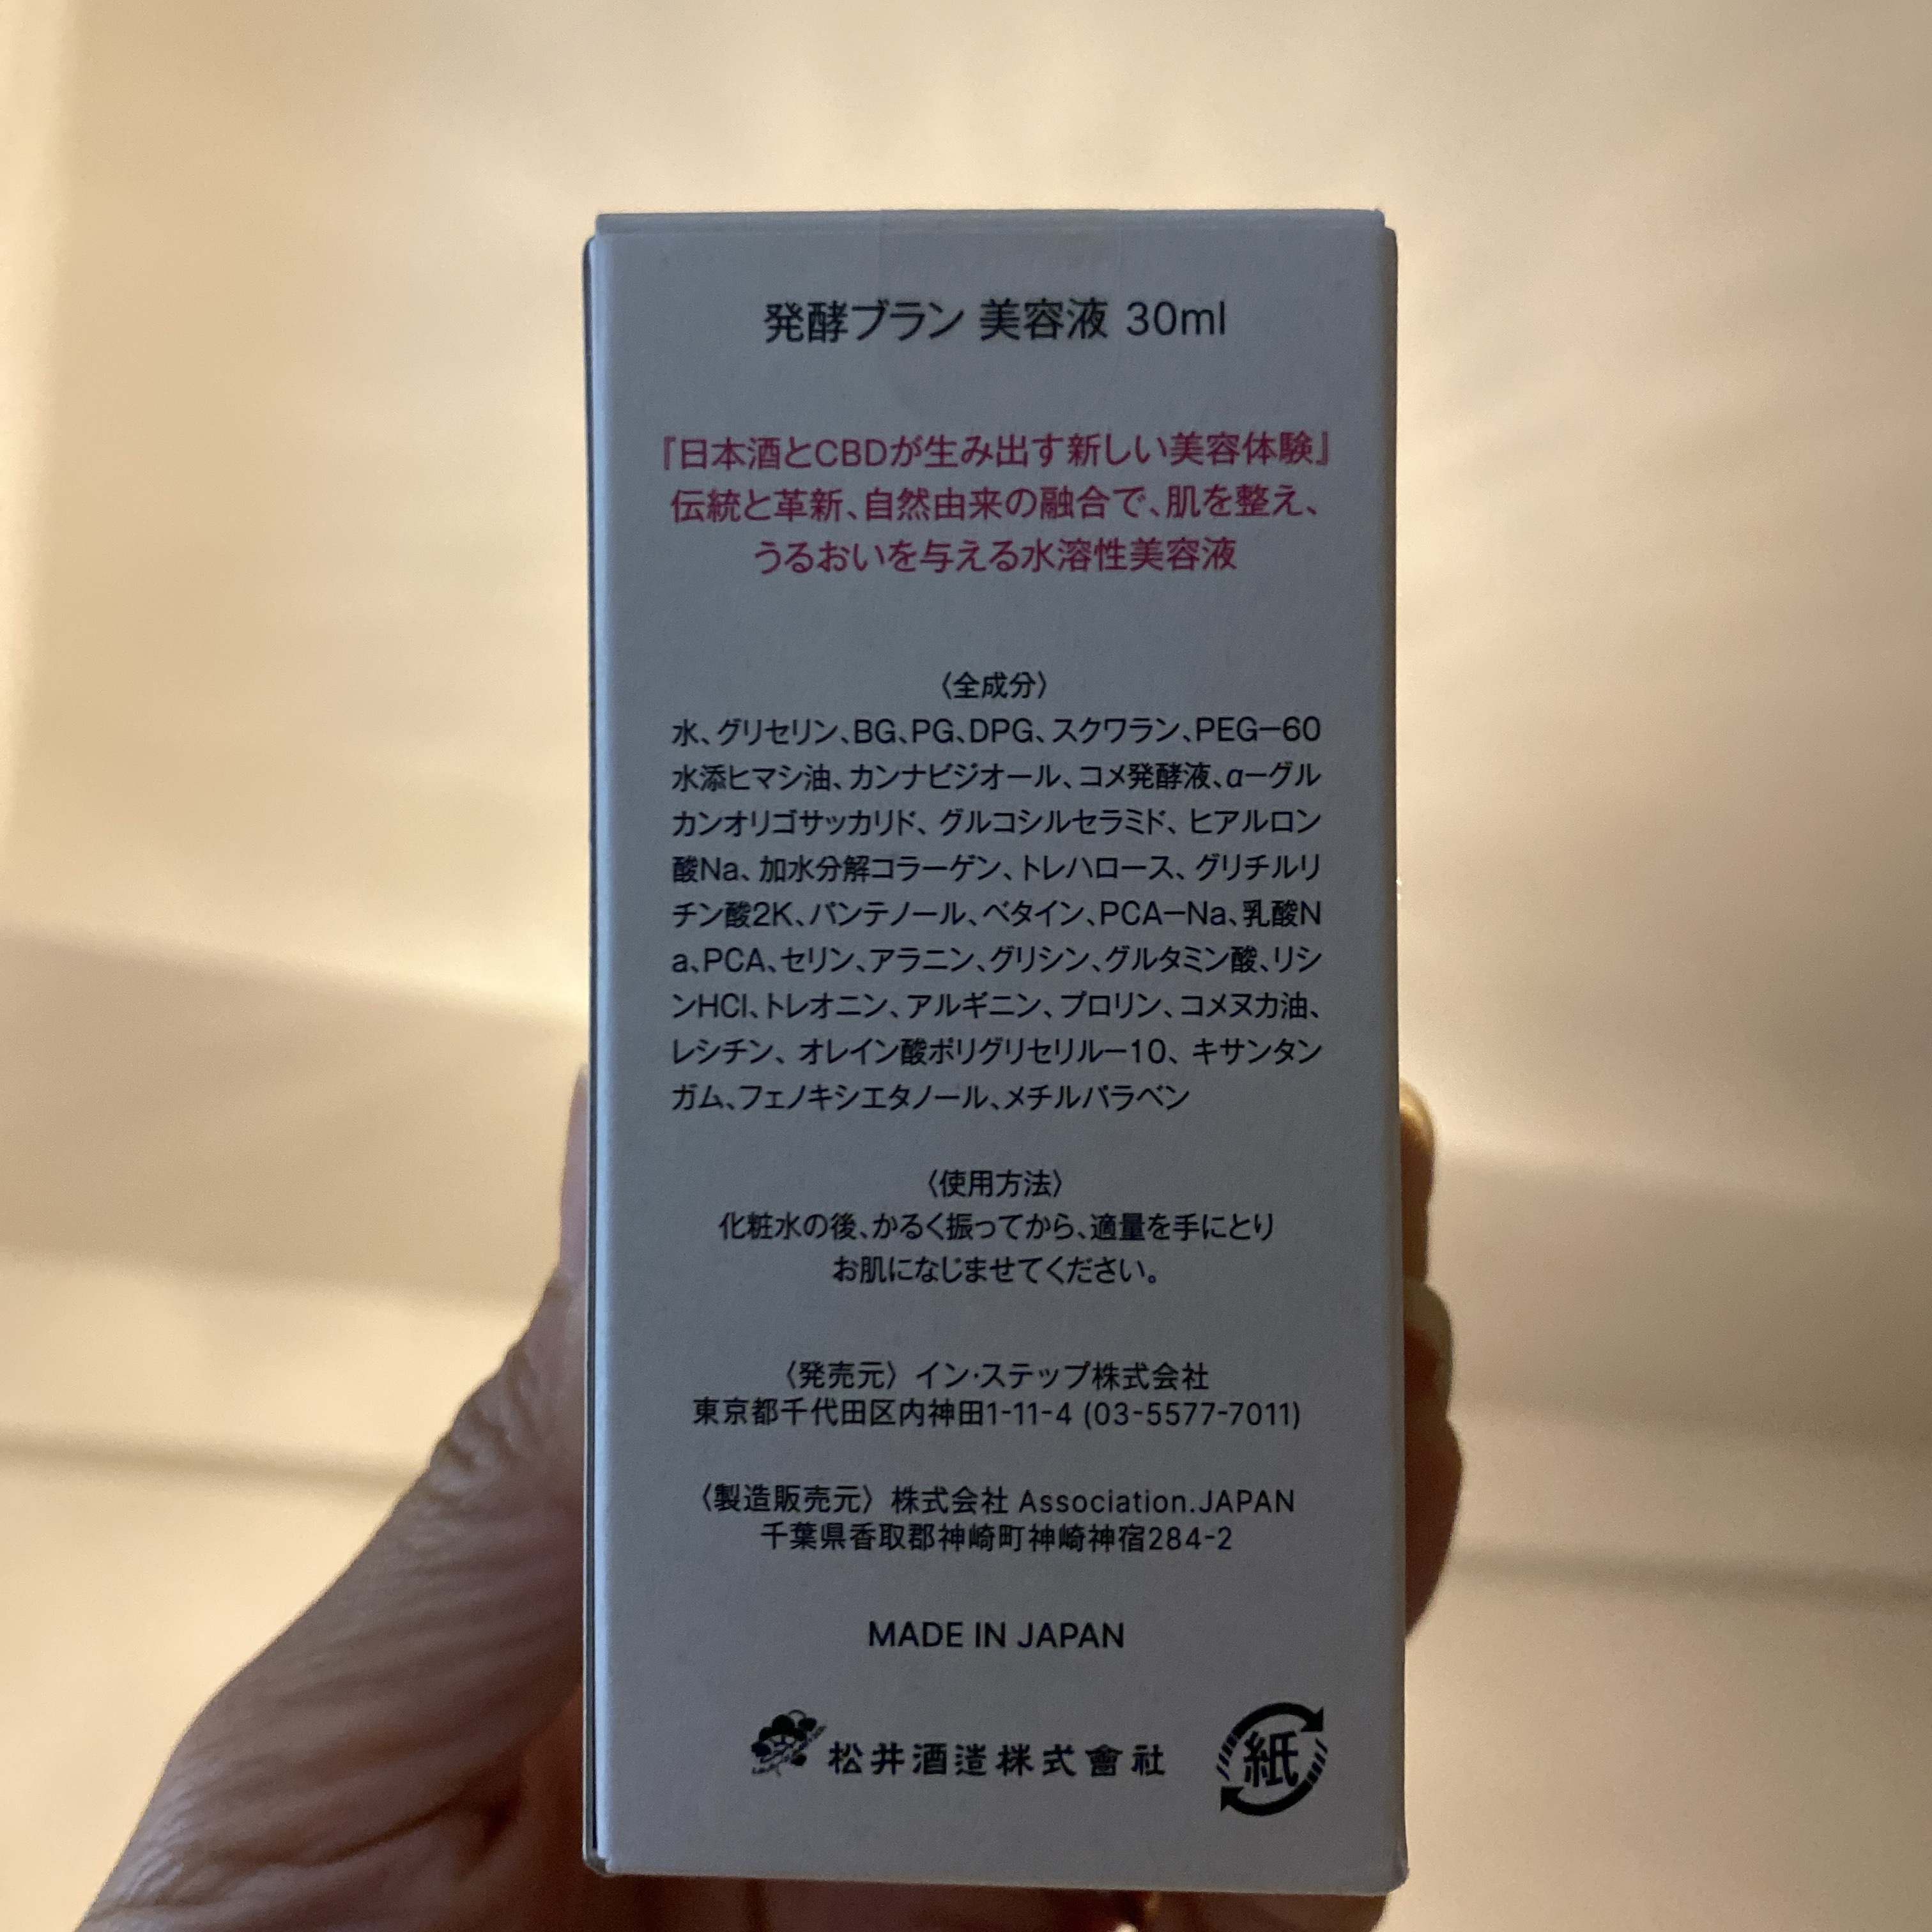 発酵ブラン 美容液 30ml
『日本酒とCBDが生み出す新しい美容体験』
伝統と革新、自然由来の融合で、肌を整え、
うるおいを与える水溶性美容液
〈全成分〉
水、グリセリン、BG、PG、DPG、スクワラン、PEGー60
水添ヒマシ油、カンナビジオール、コメ発酵液、αーグル
カンオリゴサッカリド、グルコシルセラミド、ヒアルロン
酸Na、加水分解コラーゲン、トレハロース、グリチルリ
チン酸2K、パンテノール、ベタイン、PCAーNa、乳酸N
a、PCA、セリン、アラニン、グリシン、グルタミン酸、リシ
ンHCl、トレオニン、アルギニン、プロリン、コメヌカ油、
レシチン、オレイン酸ポリグリセリルー10、キサンタン
ガム、フェノキシエタノール、メチルパラベン
〈使用方法〉
化粧水の後、かるく振ってから、適量を手にとり
お肌になじませてください。
〈発売元〉イン·ステップ株式会社
東京都千代田区内神田1-11-4 (03-5577-7011)
〈製造販売元〉株式会社 Association.JAPAN
千葉県香取郡神崎町神崎神宿284-2
MADE IN JAPAN
松井酒造株式會社
紙